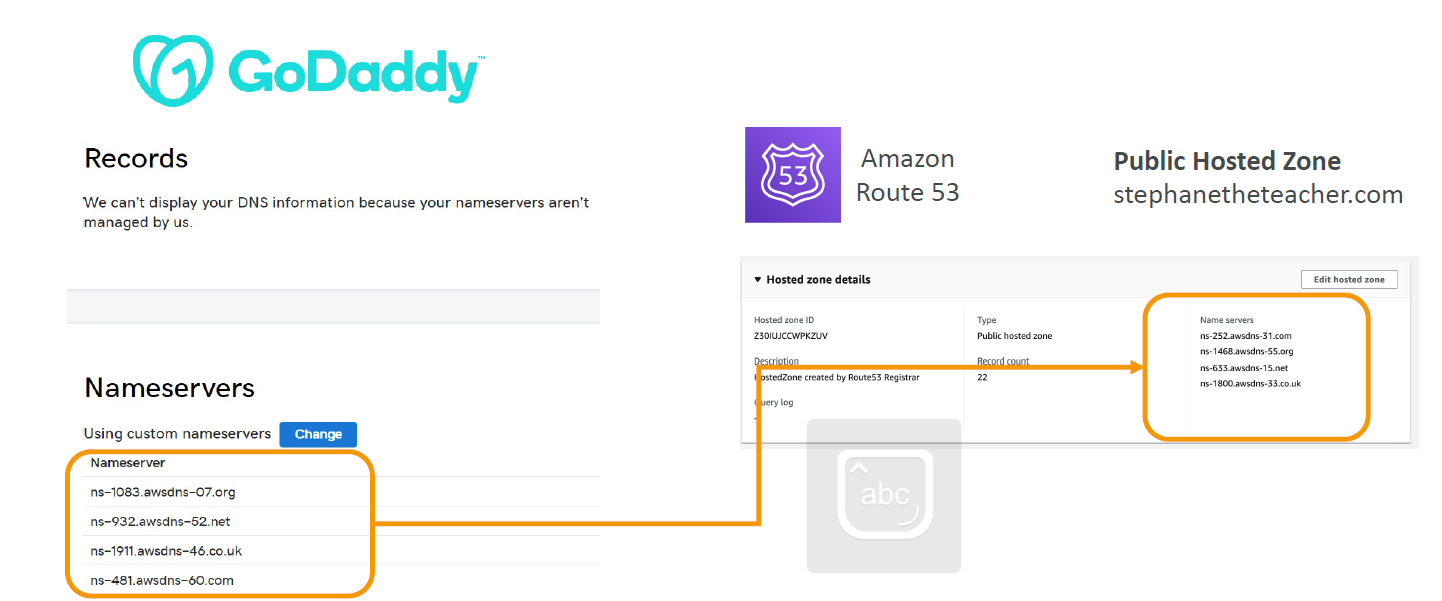 GoDaddy™
Records
We can't display your DNS information because your nameservers aren't
managed by us.
Nameservers
Using custom nameservers Change
Nameserver
ns-1083.awsdns-07.org
ns-932.awsdns-52.net
ns-1911.awsdns-46.co.uk
ns-481.awsdns-60.com
53
Amazon
Route 53
Public Hosted Zone
stephanetheteacher.com
▼ Hosted zone details
Edit hosted zone
Hosted zone ID
Z30IUJCCWPKZUV
Description
HostedZone created by Route53 Registrar
Query log
-
Type
Public hosted zone
Record count
22
Name servers
ns-252.awsdns-31.com
ns-1468.awsdns-55.org
ns-633.awsdns-15.net
ns-1800.awsdns-33.co.uk
abc